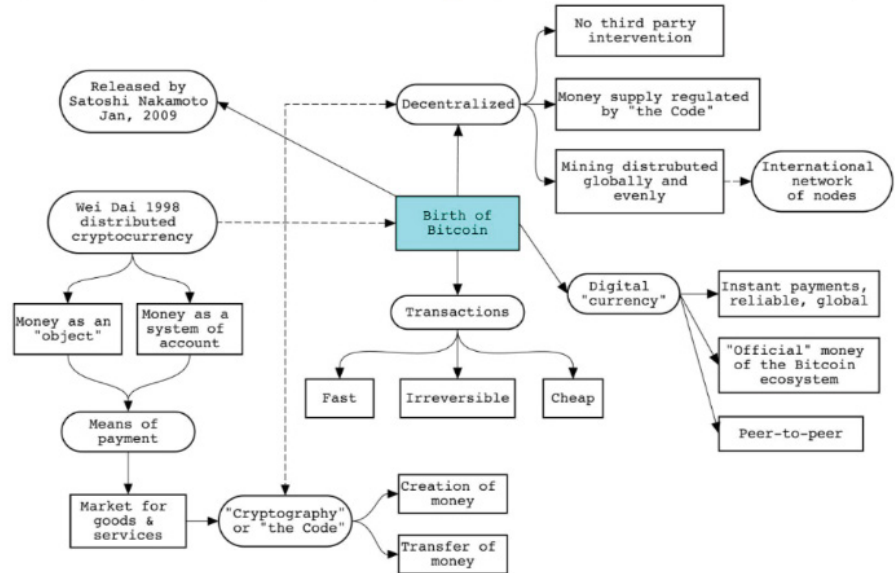 No third party
intervention
Released by
Satoshi Nakamoto
Jan, 2009
Decentralized
Money supply regulated
by "the Code"
Mining distrubuted
globally and
evenly
International
network
of nodes
Wei Dai 1998
distributed
cryptocurrency
Birth of
Bitcoin
Digital
"currency"
Instant payments,
reliable, global
Money as an
"object"
Money as a
system of
account
Transactions
"Official" money
of the Bitcoin
ecosystem
Fast
Irreversible
Cheap
Peer-to-peer
Means of
payment
Market for
goods &
services
"Cryptography"
or "the Code"
Creation of
money
Transfer of
money